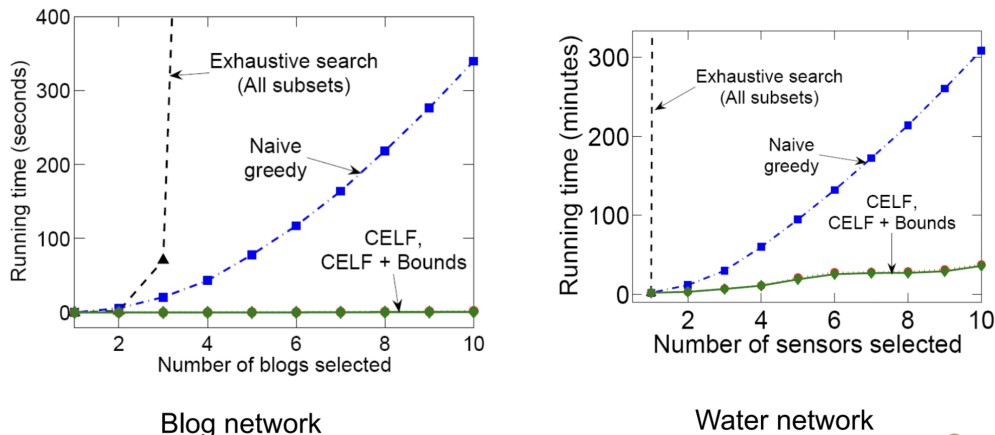 400
300
200
100
0
Running time (seconds)
Exhaustive search
(All subsets)
Naive
greedy
CELF,
CELF + Bounds
2 4 6 8 10
Number of blogs selected
Blog network
300
200
100
0
Running time (minutes)
Exhaustive search
(All subsets)
Naive
greedy
CELF,
CELF + Bounds
2 4 6 8 10
Number of sensors selected
Water network